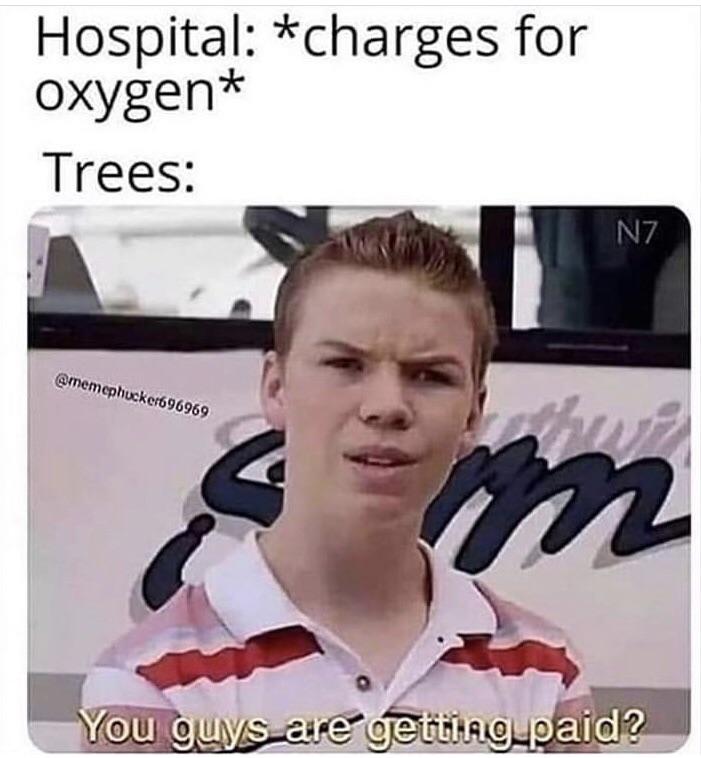 Hospital: *charges for
oxygen*
Trees:
N7
@memephucker696969
You guys are getting paid?